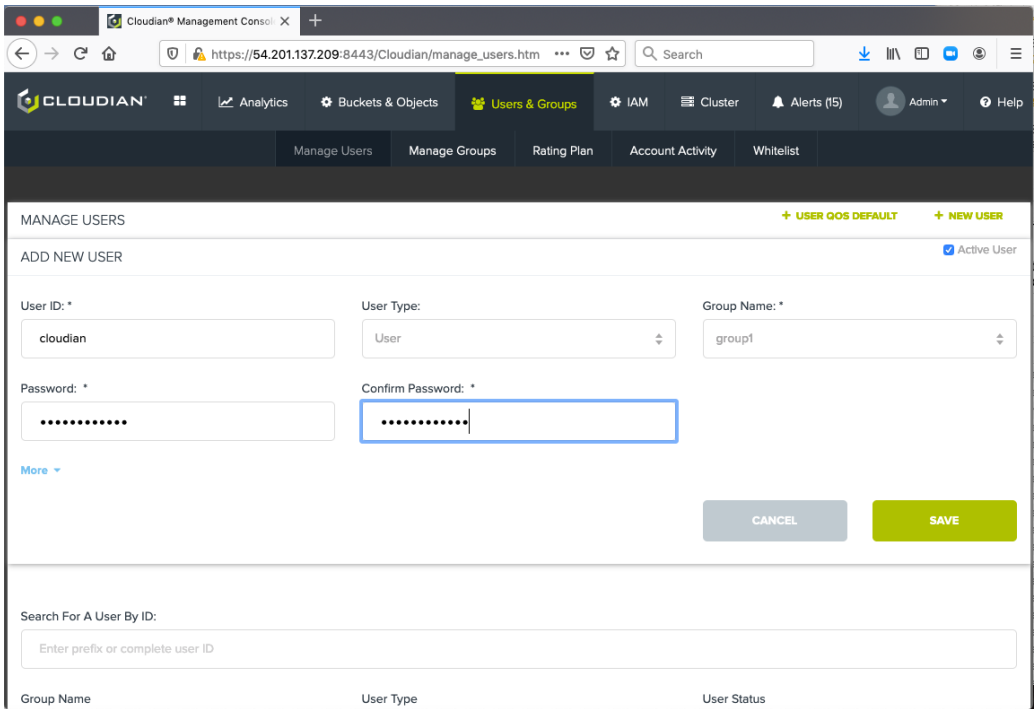 Cloudian® Management Consol
https://54.201.137.209:8443/Cloudian/manage_users.htm
Search
CLOUDIAN
Analytics
Buckets & Objects
Users & Groups
IAM
Cluster
Alerts (15)
Admin
Help
Manage Users
Manage Groups
Rating Plan
Account Activity
Whitelist
MANAGE USERS
+ USER QOS DEFAULT
+ NEW USER
ADD NEW USER
Active User
User ID: *
User Type:
Group Name: *
cloudian
User
group1
Password: *
Confirm Password: *
••••••••••••
••••••••••••
More
CANCEL
SAVE
Search For A User By ID:
Enter prefix or complete user ID
Group Name
User Type
User Status